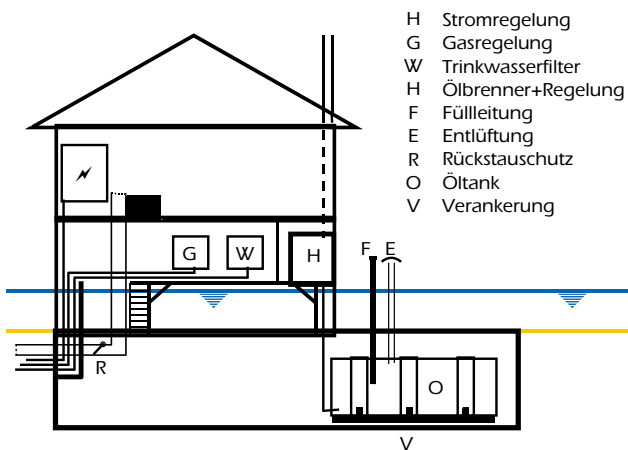 H Stromregelung
G Gasregelung
W Trinkwasserfilter
H Ölbrenner+Regelung
F Füllleitung
E Entlüftung
R Rückstauschutz
O Öltank
V Verankerung
G W H F E
R
O
V